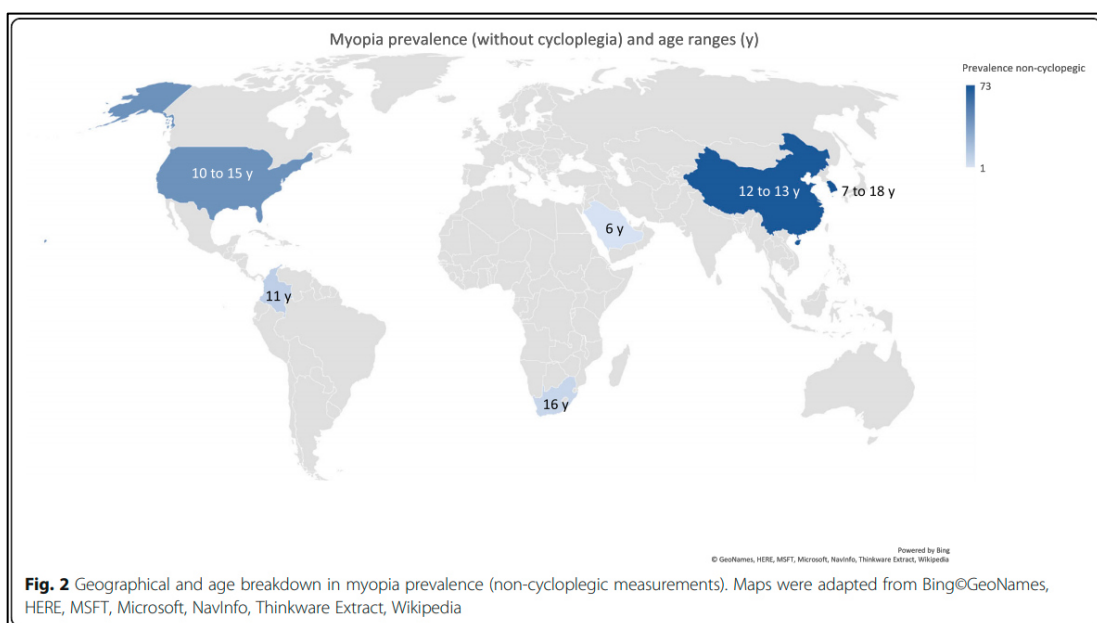 Myopia prevalence (without cycloplegia) and age ranges (y)
Prevalence non-cyclopegic
73
1
10 to 15 y
12 to 13 y
7 to 18 y
6 y
11 y
16 y
Powered by Bing
© GeoNames, HERE, MSFT, Microsoft, NavInfo, Thinkware Extract, Wikipedia
Fig. 2 Geographical and age breakdown in myopia prevalence (non-cycloplegic measurements). Maps were adapted from Bing©GeoNames,
HERE, MSFT, Microsoft, NavInfo, Thinkware Extract, Wikipedia